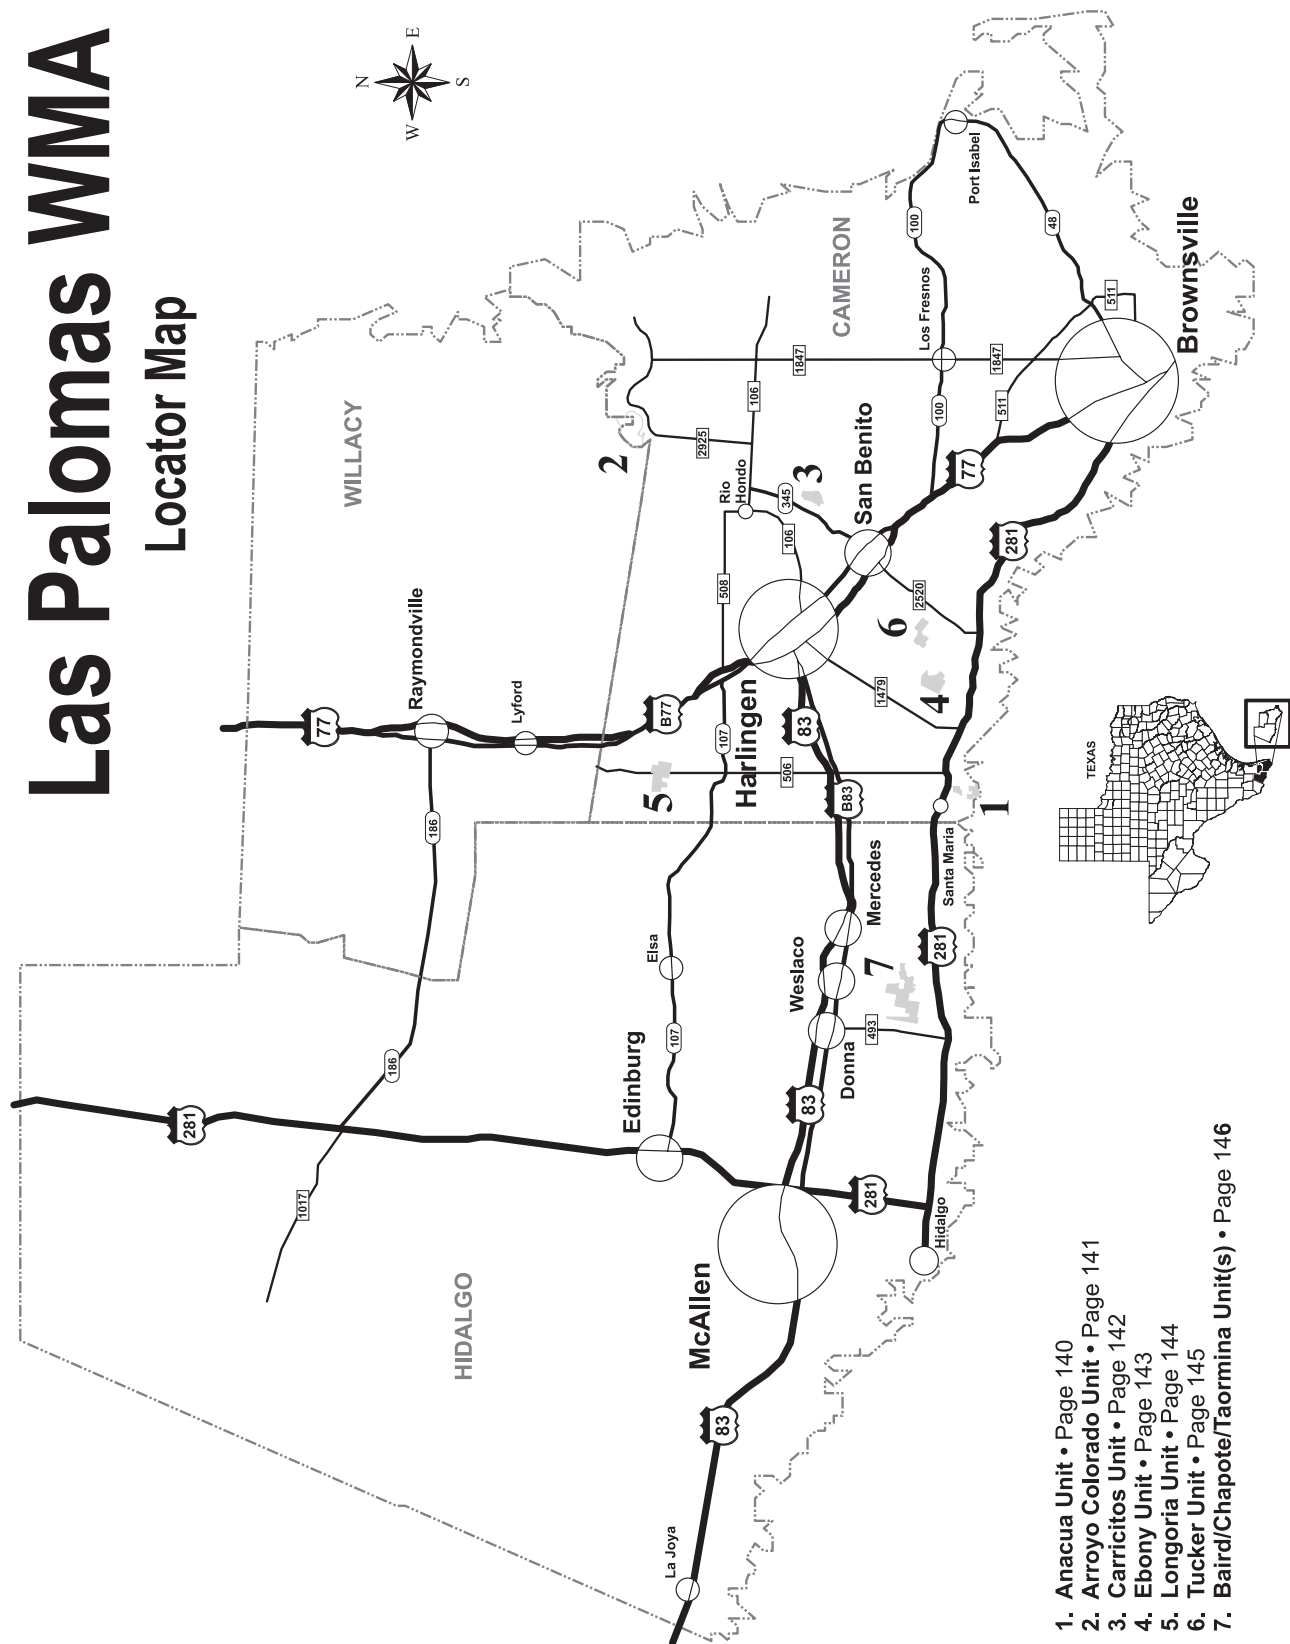 Las Palomas WMA
Locator Map
N
E
S
W
WILLACY
HIDALGO
CAMERON
77
Raymondville
Lyford
186
186
281
1017
B77
2
2925
106
1847
1847
Rio
Hondo
345
3
508
106
San Benito
77
100
100
Los Fresnos
Port Isabel
48
511
511
Brownsville
281
2520
6
1479
4
Harlingen
107
83
506
5
B83
1
Santa Maria
Mercedes
Weslaco
Elsa
107
Edinburg
7
281
493
Donna
83
281
Hidalgo
McAllen
83
La Joya
TEXAS
1. Anacua Unit • Page 140
2. Arroyo Colorado Unit • Page 141
3. Carricitos Unit • Page 142
4. Ebony Unit • Page 143
5. Longoria Unit • Page 144
6. Tucker Unit • Page 145
7. Baird/Chapote/Taormina Unit(s) • Page 146